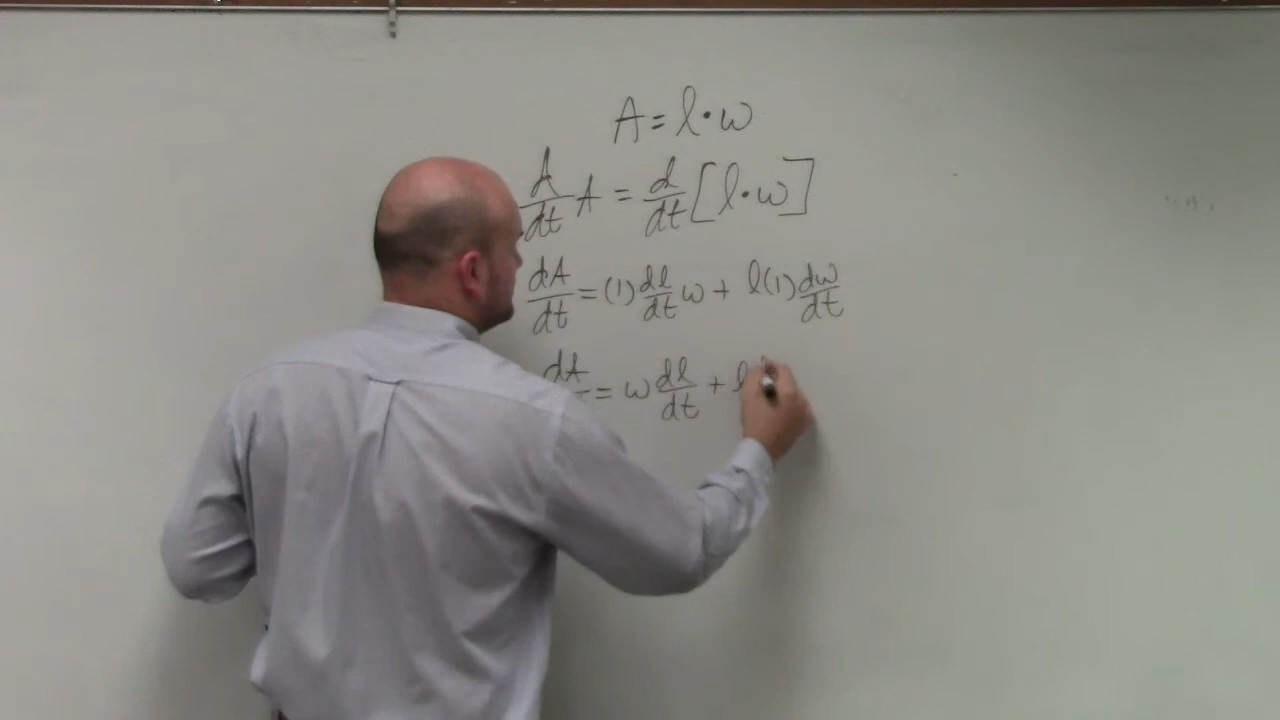 A = l · w
d/dt A = d/dt [l · w]
dA/dt = (1) dl/dt w + l(1) dw/dt
dA = w dl/dt + l